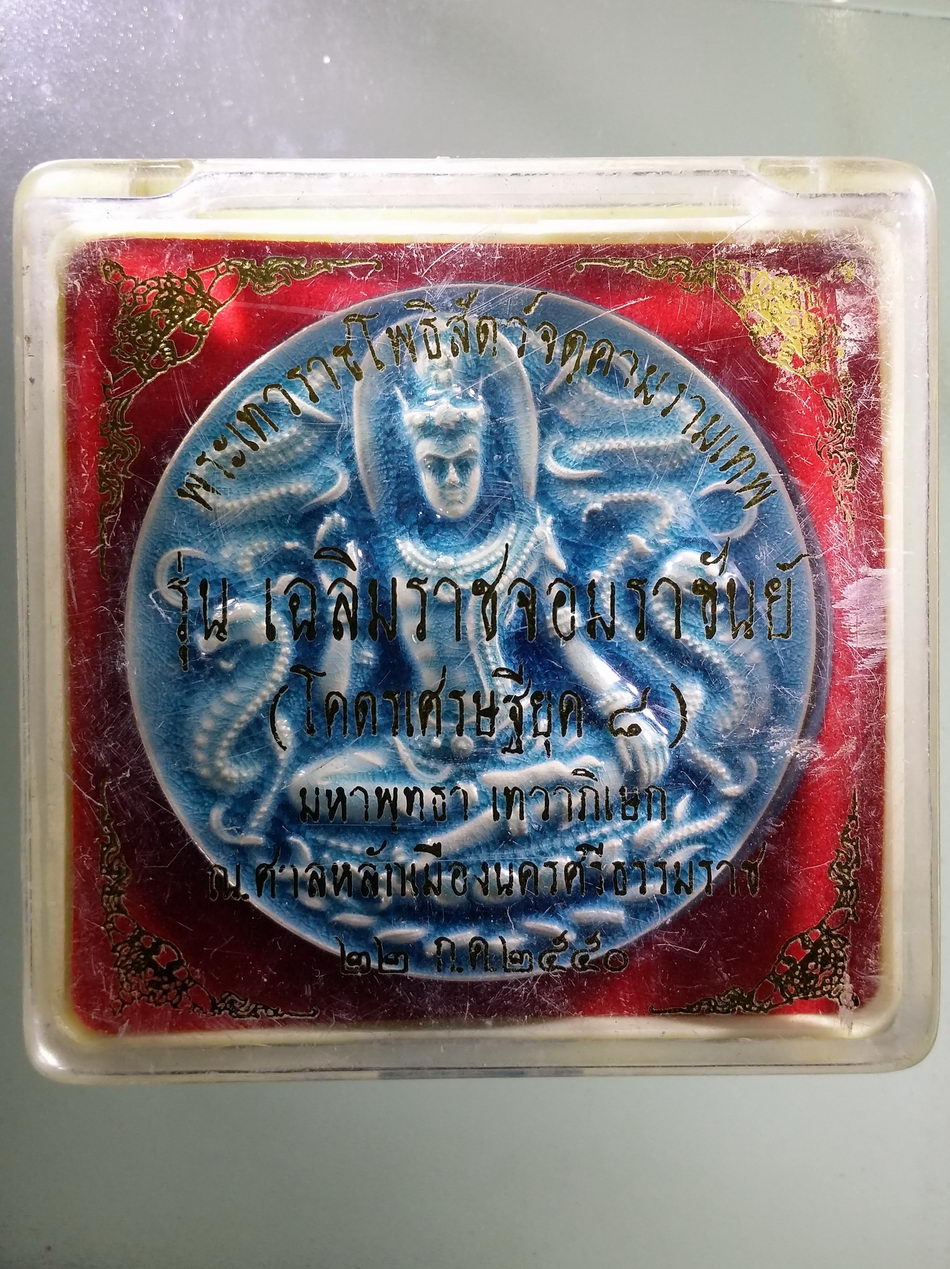 พระเทวราชโพธิสัตว์จตุคามรามเทพ
รุ่น เฉลิมราชจอมราชันย์
(โคตรเศรษฐียุค ๘)
มหาพุทธา เทวาภิเษก
ณ.ศาลหลักเมืองนครศรีธรรมราช
๒๒ ก.ค.๒๕๕๐